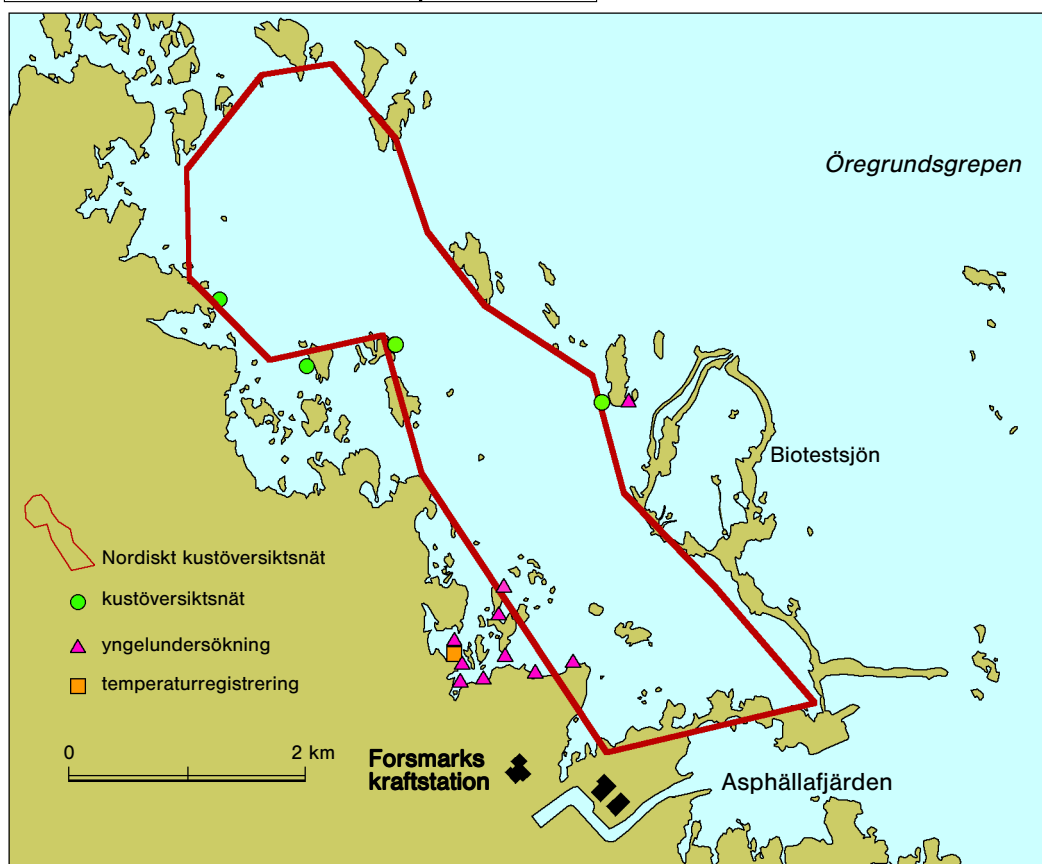 Öregrundsgrepen
Biotestsjön
Nordiskt kustöversiktsnät
kustöversiktsnät
yngelundersökning
temperaturregistrering
0 2 km
Forsmarks
kraftstation
Asphällafjärden